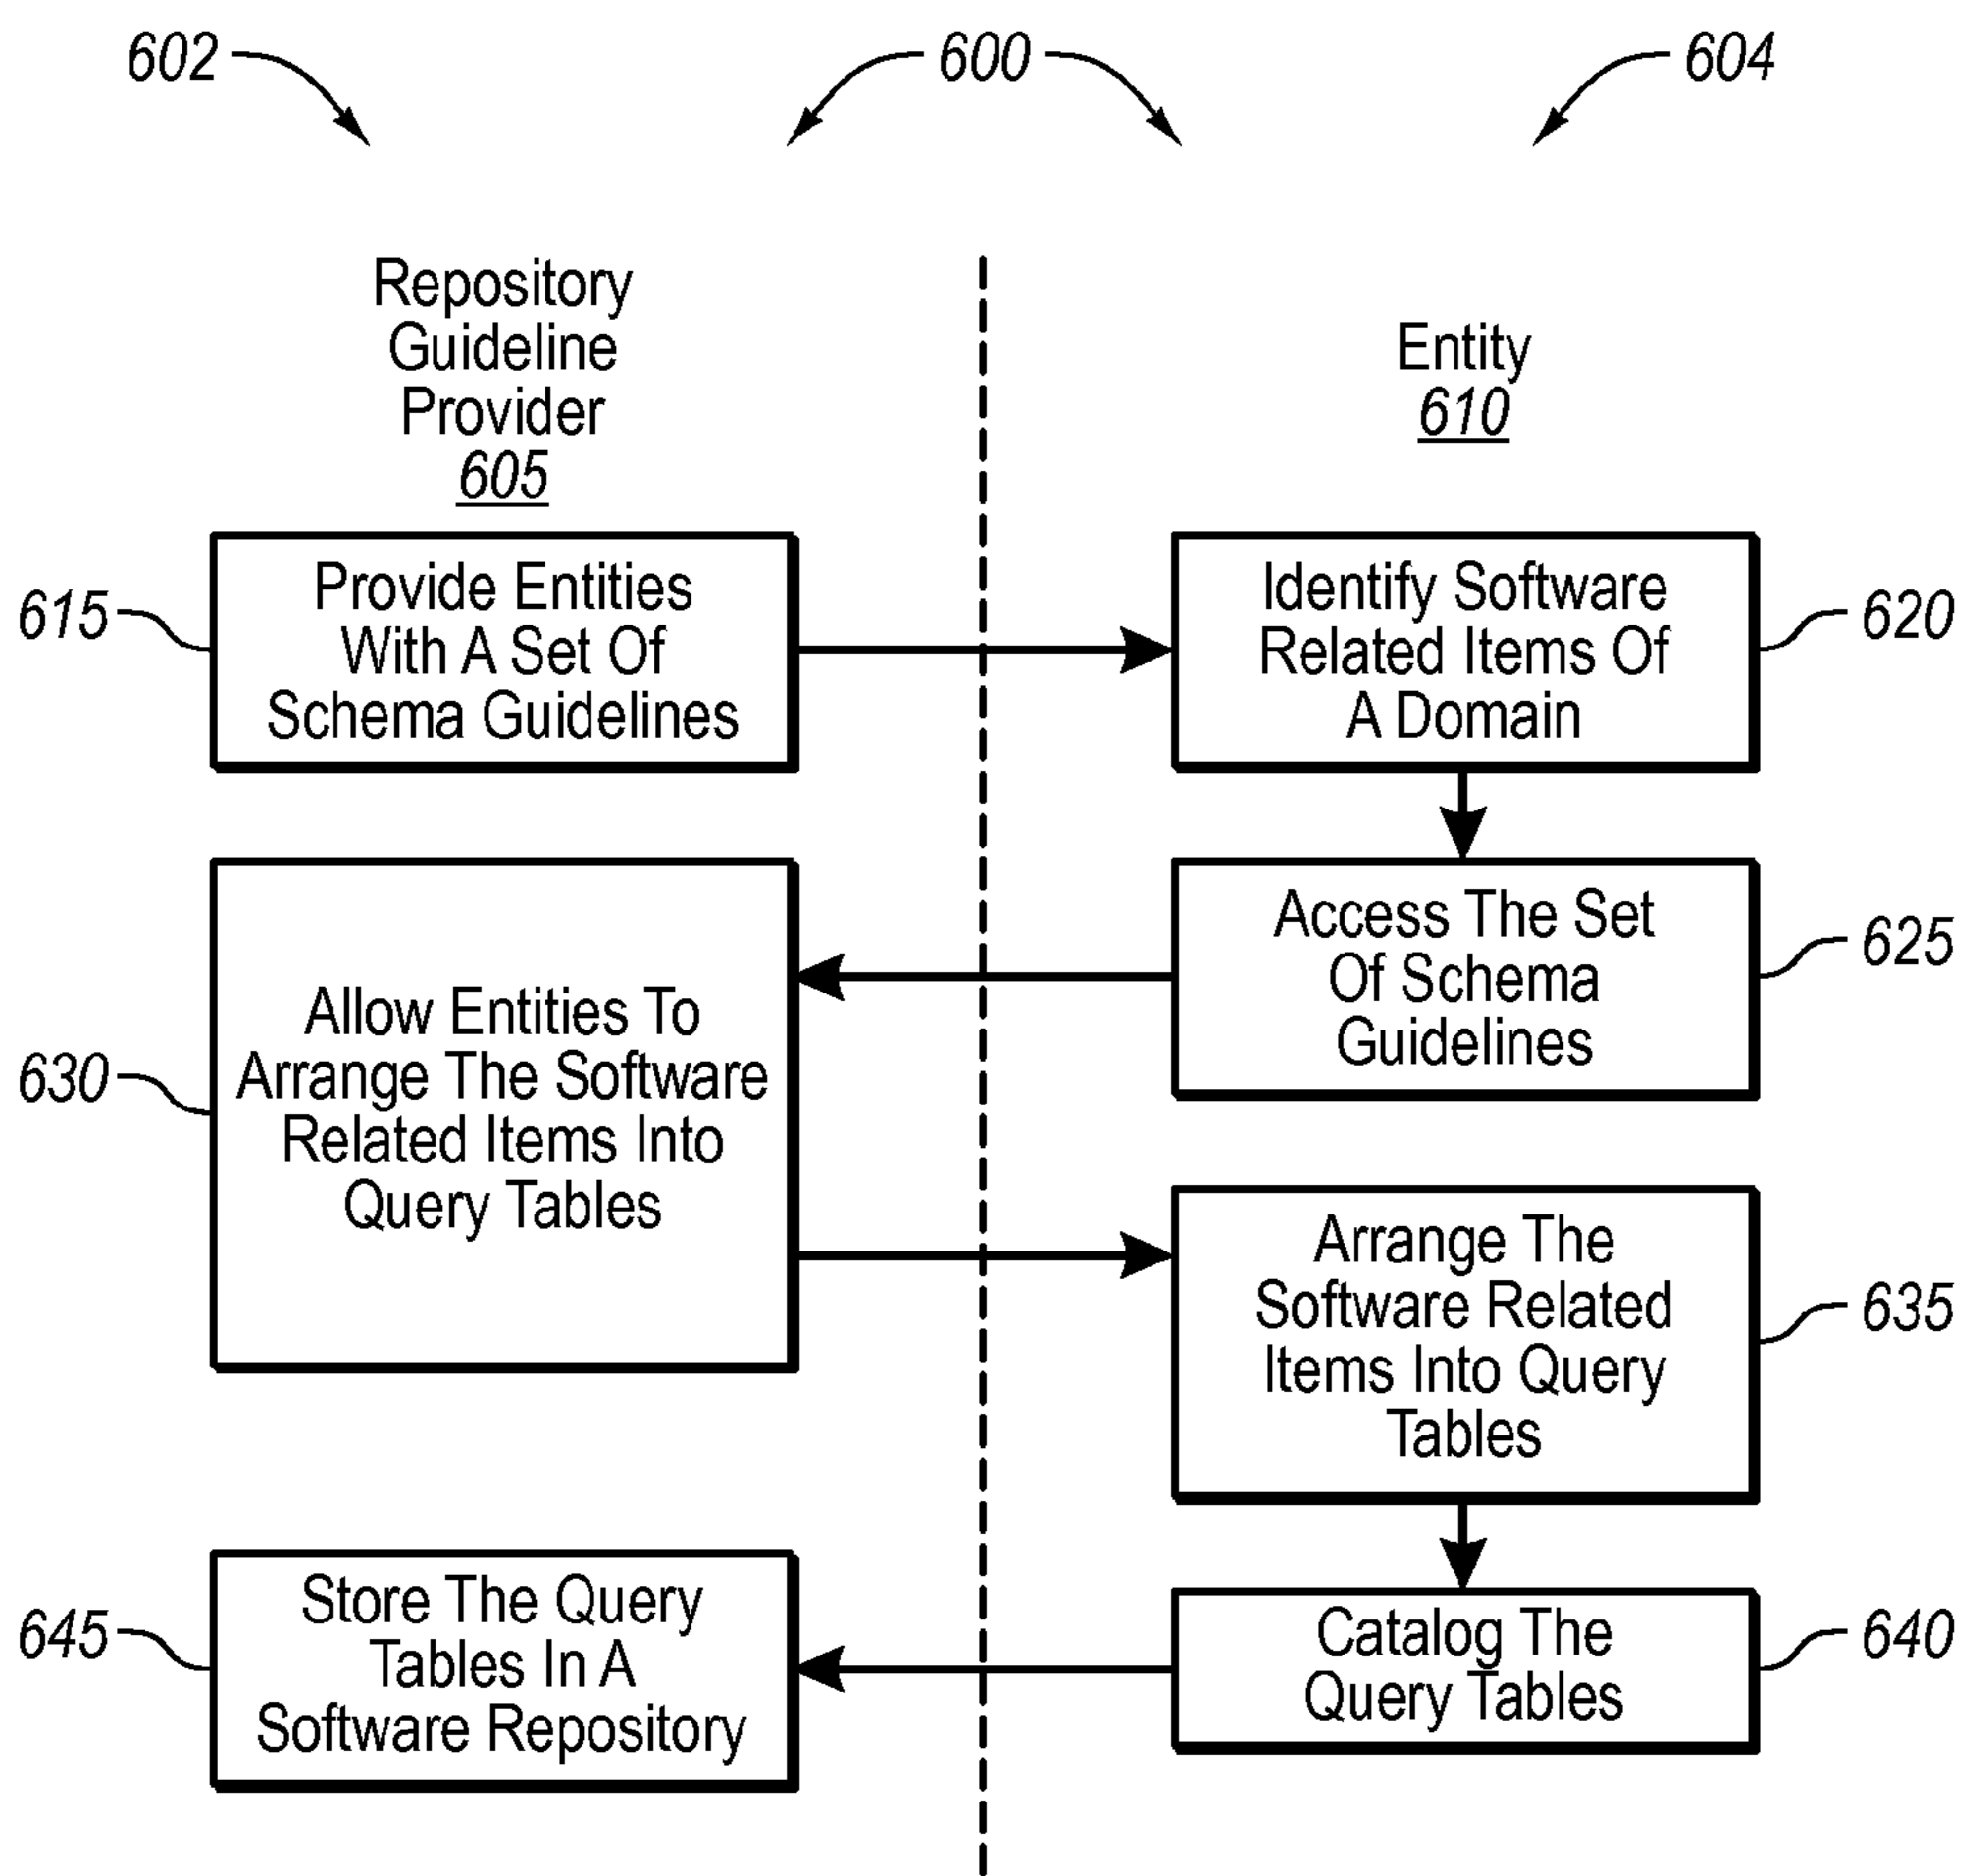 602
600
604
Repository
Guideline
Provider
605
Entity
610
615
Provide Entities
With A Set Of
Schema Guidelines
Identify Software
Related Items Of
A Domain
620
Access The Set
Of Schema
Guidelines
625
630
Allow Entities To
Arrange The Software
Related Items Into
Query Tables
Arrange The
Software Related
Items Into Query
Tables
635
645
Store The Query
Tables In A
Software Repository
Catalog The
Query Tables
640